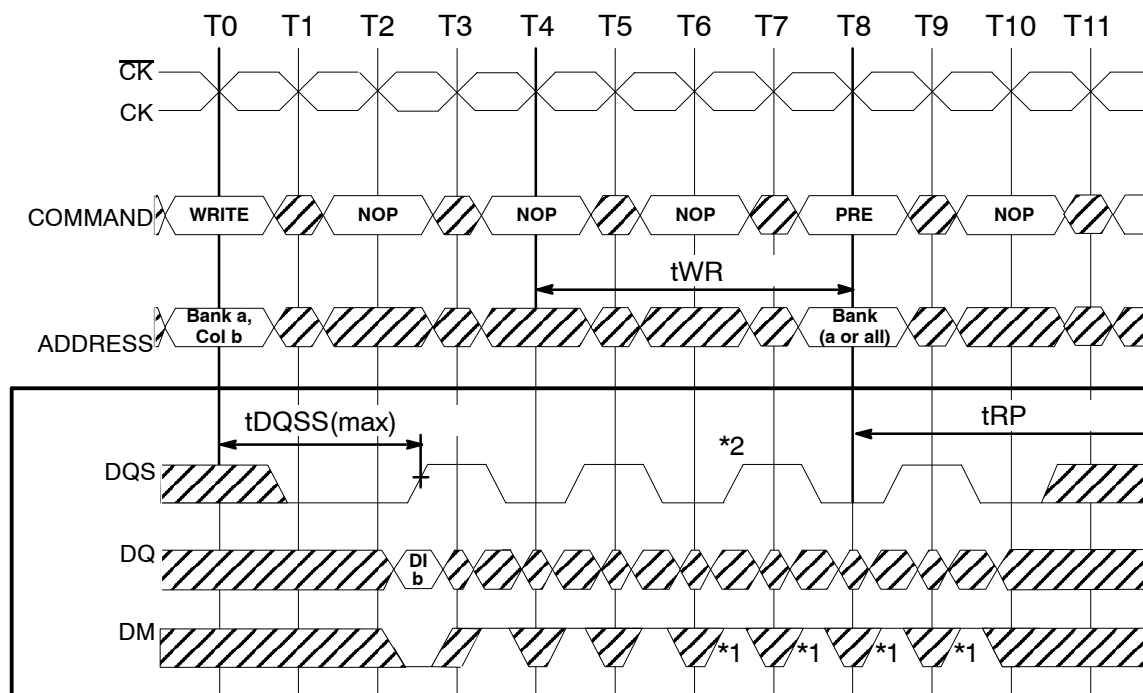 T0 T1 T2 T3 T4 T5 T6 T7 T8 T9 T10 T11
CK
CK
COMMAND WRITE NOP NOP NOP PRE NOP
tWR
ADDRESS Bank a, Col b Bank (a or all)
tDQSS(max) tRP
*2
DQS
DQ DI b
DM *1 *1 *1 *1